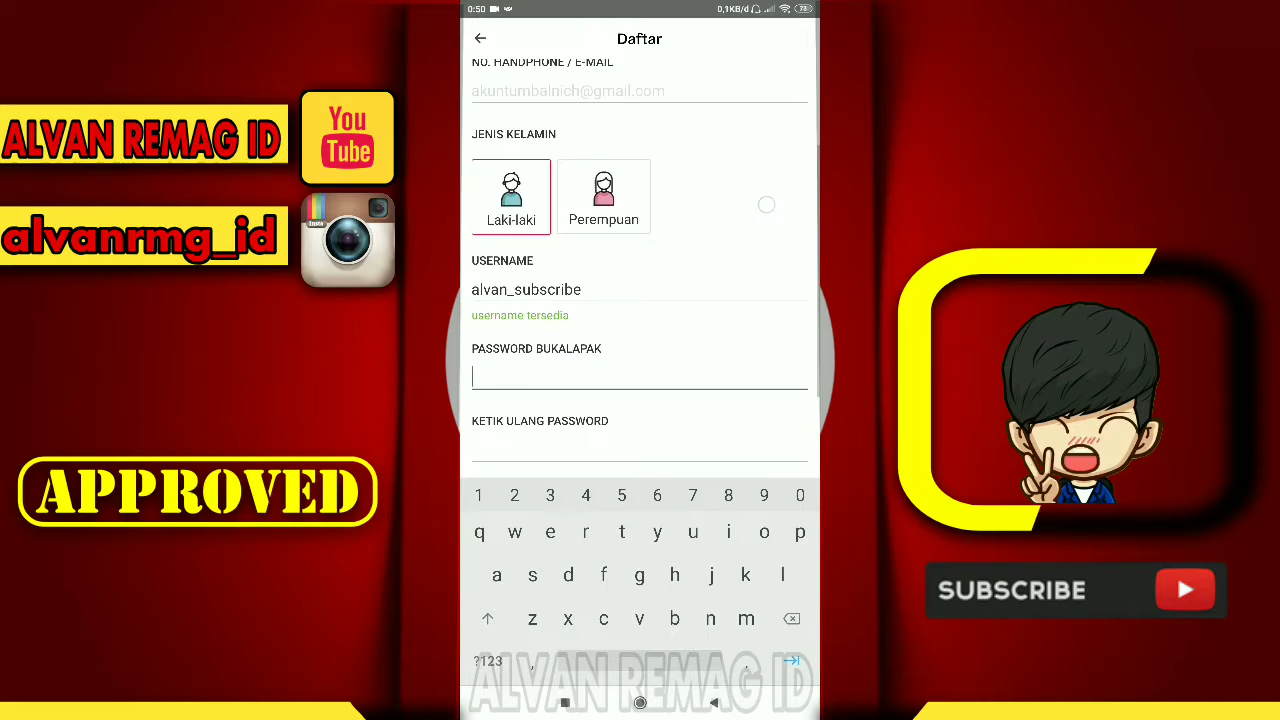 0:50
0,1KB/d
73
Daftar
NO. HANDPHONE / E-MAIL
akuntumbalnich@gmail.com
JENIS KELAMIN
Laki-laki
Perempuan
USERNAME
alvan_subscribe
username tersedia
PASSWORD BUKALAPAK
KETIK ULANG PASSWORD
1 2 3 4 5 6 7 8 9 0
q w e r t y u i o p
a s d f g h j k l
z x c v b n m
?123 , .
ALVAN REMAG ID
ALVAN REMAG ID
You
Tube
Insta
alvanrmg_id
APPROVED
SUBSCRIBE